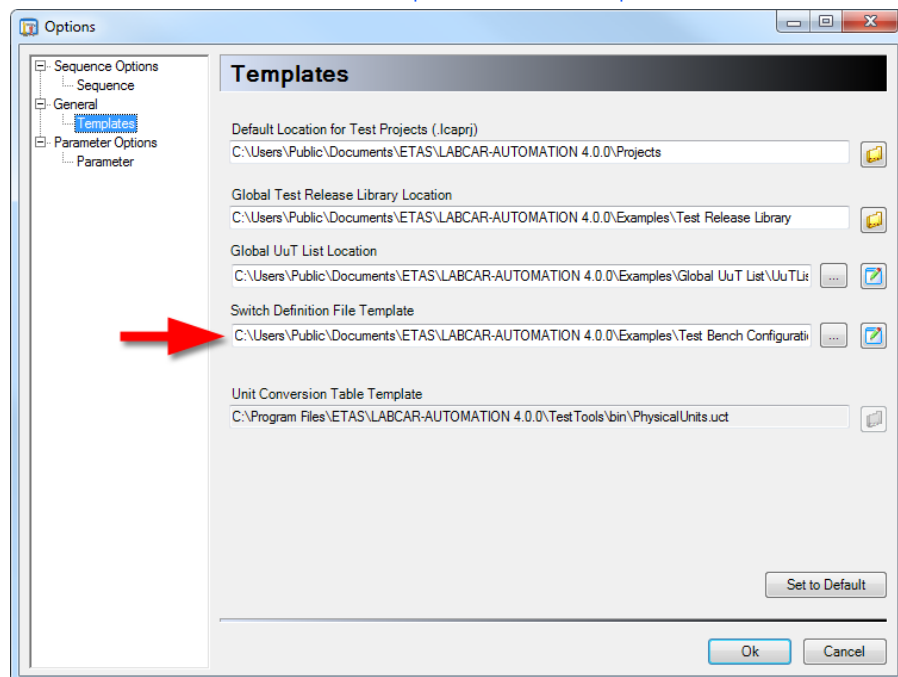 Options
Sequence Options
Sequence
General
Templates
Parameter Options
Parameter
Templates
Default Location for Test Projects (.lcaprj)
C:\Users\Public\Documents\ETAS\LABCAR-AUTOMATION 4.0.0\Projects
Global Test Release Library Location
C:\Users\Public\Documents\ETAS\LABCAR-AUTOMATION 4.0.0\Examples\Test Release Library
Global UuT List Location
C:\Users\Public\Documents\ETAS\LABCAR-AUTOMATION 4.0.0\Examples\Global UuT List\UuTLis
...
Switch Definition File Template
C:\Users\Public\Documents\ETAS\LABCAR-AUTOMATION 4.0.0\Examples\Test Bench Configurati
...
Unit Conversion Table Template
C:\Program Files\ETAS\LABCAR-AUTOMATION 4.0.0\TestTools\bin\PhysicalUnits.uct
Set to Default
Ok
Cancel